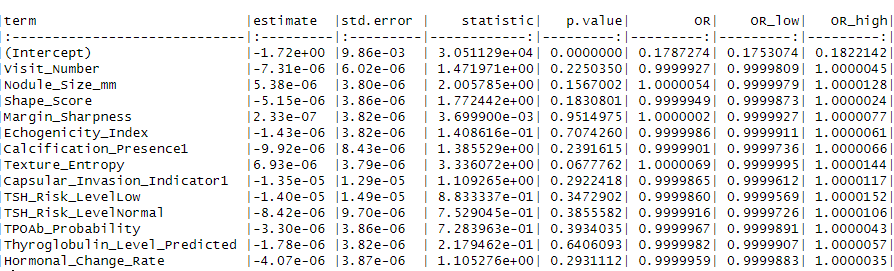 |term |estimate |std.error | statistic| p.value| OR| OR_low| OR_high|
|:--------------------------|:---------|:---------|------------:|---------:|---------:|---------:|---------:|
|(Intercept) |-1.72e+00 |9.86e-03 | 3.051129e+04| 0.0000000| 0.1787274| 0.1753074| 0.1822142|
|Visit_Number |-7.31e-06 |6.02e-06 | 1.471971e+00| 0.2250350| 0.9999927| 0.9999809| 1.0000045|
|Nodule_Size_mm |5.38e-06 |3.80e-06 | 2.005785e+00| 0.1567002| 1.0000054| 0.9999979| 1.0000128|
|Shape_Score |-5.15e-06 |3.86e-06 | 1.772442e+00| 0.1830801| 0.9999949| 0.9999873| 1.0000024|
|Margin_Sharpness |2.33e-07 |3.82e-06 | 3.699900e-03| 0.9514975| 1.0000002| 0.9999927| 1.0000077|
|Echogenicity_Index |-1.43e-06 |3.82e-06 | 1.408616e-01| 0.7074260| 0.9999986| 0.9999911| 1.0000061|
|Calcification_Presence1 |-9.92e-06 |8.43e-06 | 1.385529e+00| 0.2391615| 0.9999901| 0.9999736| 1.0000066|
|Texture_Entropy |6.93e-06 |3.79e-06 | 3.336072e+00| 0.0677762| 1.0000069| 0.9999995| 1.0000144|
|Capsular_Invasion_Indicator1 |-1.35e-05 |1.29e-05 | 1.109265e+00| 0.2922418| 0.9999865| 0.9999612| 1.0000117|
|TSH_Risk_LevelLow |-1.40e-05 |1.49e-05 | 8.833337e-01| 0.3472902| 0.9999860| 0.9999569| 1.0000152|
|TSH_Risk_LevelNormal |-8.42e-06 |9.70e-06 | 7.529045e-01| 0.3855582| 0.9999916| 0.9999726| 1.0000106|
|TPOAb_Probability |-3.30e-06 |3.86e-06 | 7.283963e-01| 0.3934035| 0.9999967| 0.9999891| 1.0000043|
|Thyroglobulin_Level_Predicted |-1.78e-06 |3.82e-06 | 2.179462e-01| 0.6406093| 0.9999982| 0.9999907| 1.0000057|
|Hormonal_Change_Rate |-4.07e-06 |3.87e-06 | 1.105276e+00| 0.2931112| 0.9999959| 0.9999883| 1.0000035|